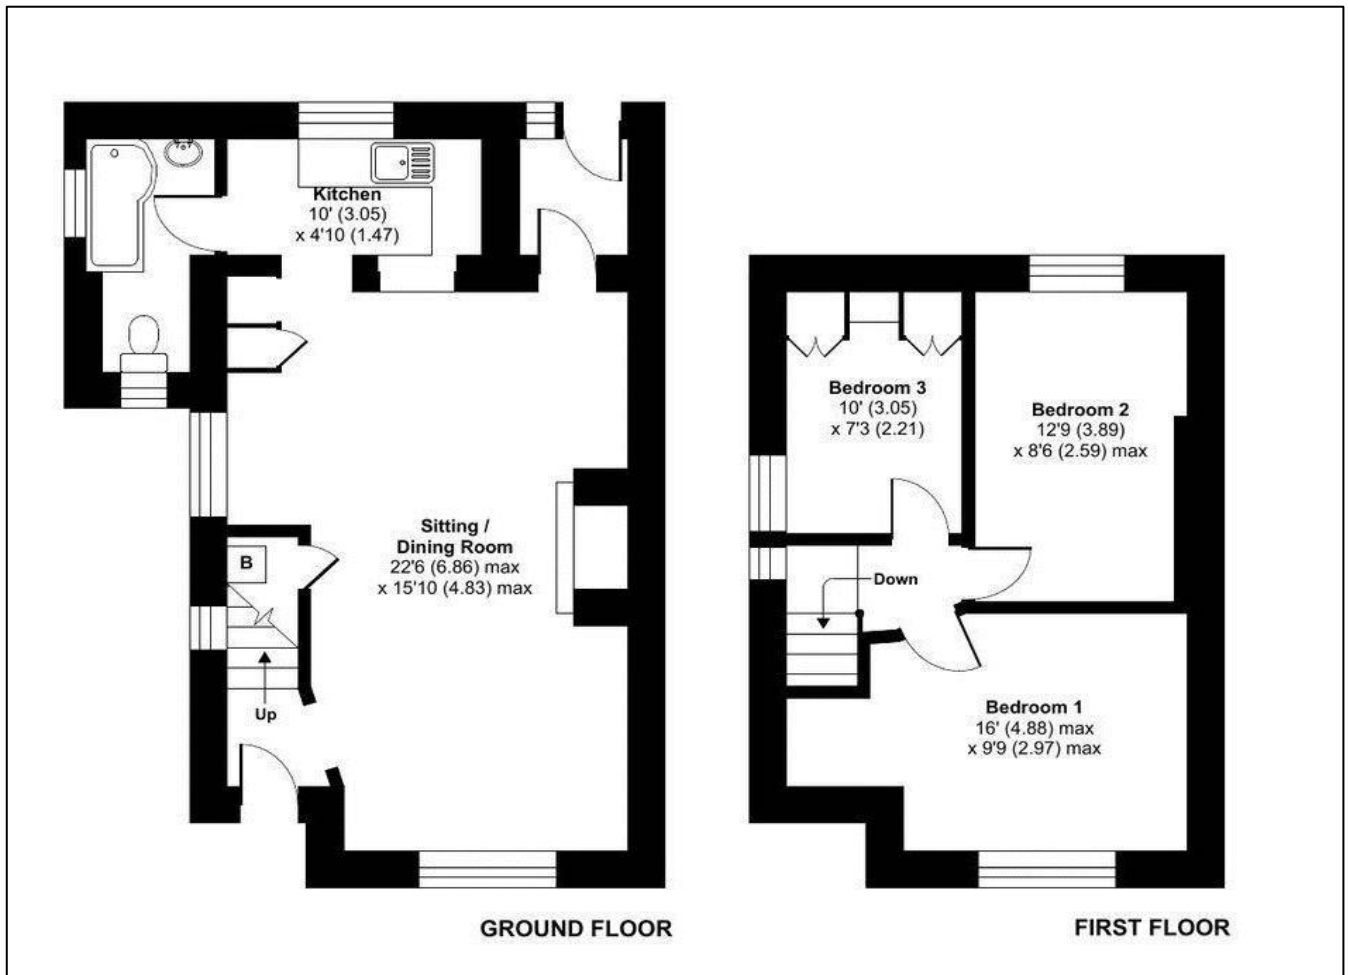 Kitchen
10' (3.05)
x 4'10 (1.47)
Sitting /
Dining Room
22'6 (6.86) max
x 15'10 (4.83) max
B
Up
GROUND FLOOR
Bedroom 3
10' (3.05)
x 7'3 (2.21)
Bedroom 2
12'9 (3.89)
x 8'6 (2.59) max
Down
Bedroom 1
16' (4.88) max
x 9'9 (2.97) max
FIRST FLOOR